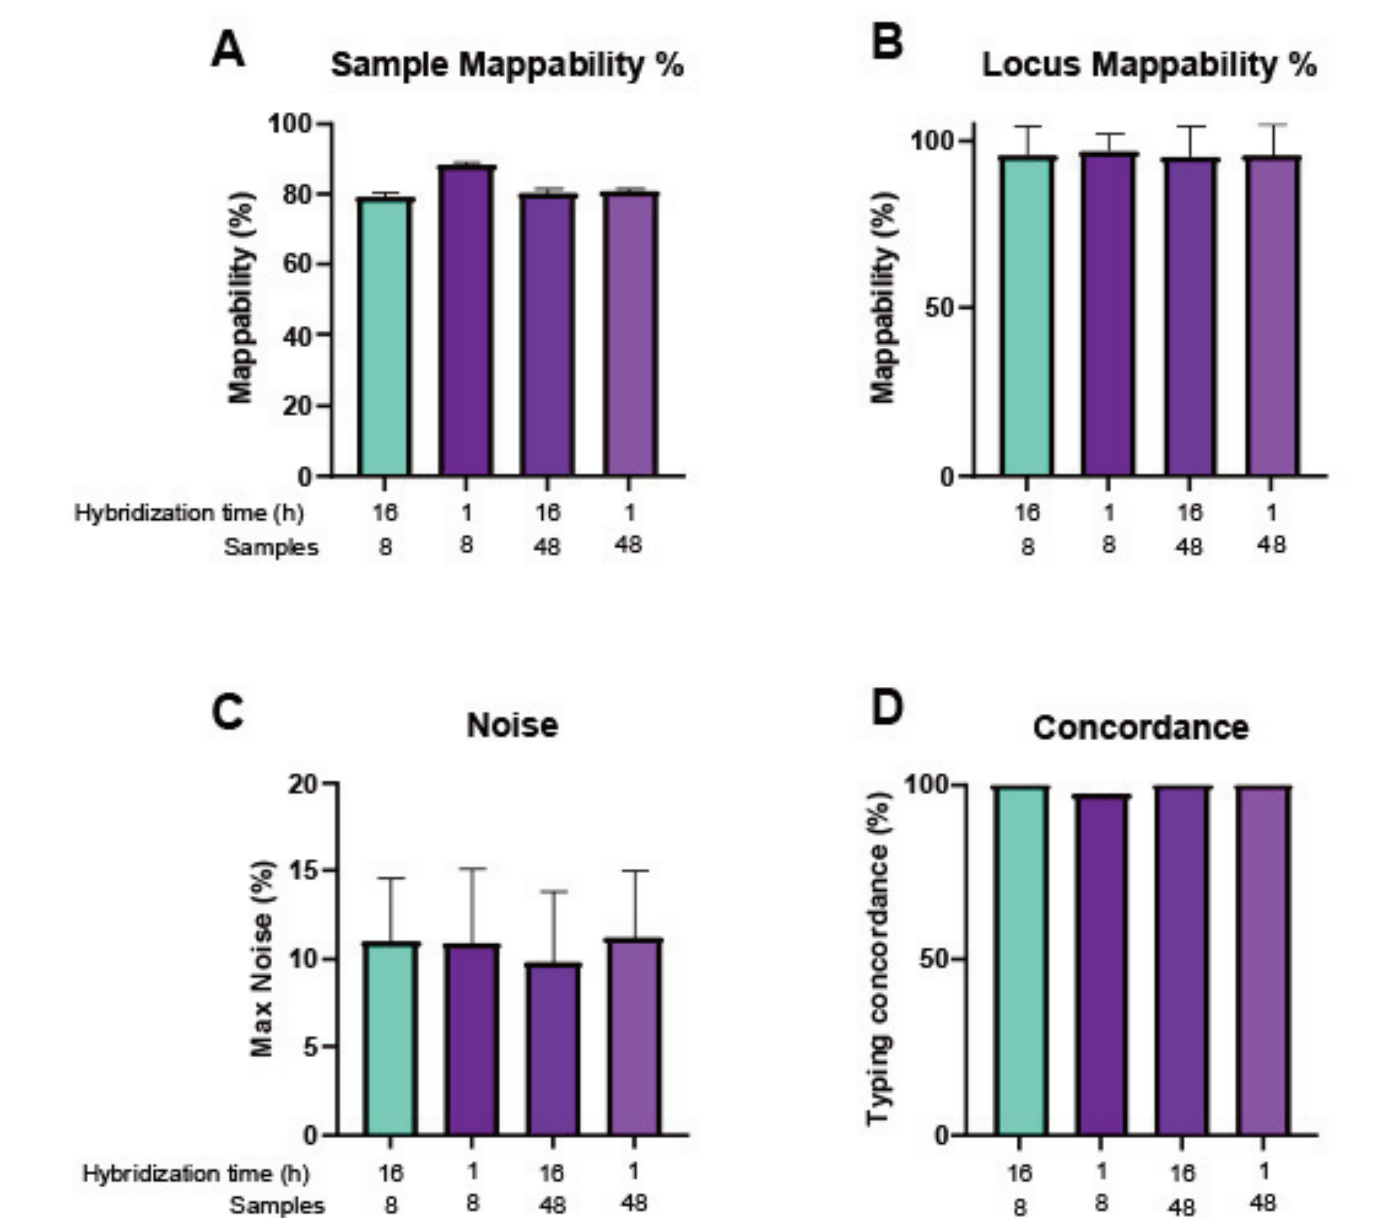 A
Sample Mappability %
Mappability (%)
100
80
60
40
20
0
Hybridization time (h) 16 1 16 1
Samples 8 8 48 48
B
Locus Mappability %
Mappability (%)
100
50
0
16 1 16 1
8 8 48 48
C
Noise
Max Noise (%)
20
15
10
5
0
Hybridization time (h) 16 1 16 1
Samples 8 8 48 48
D
Concordance
Typing concordance (%)
100
50
0
16 1 16 1
8 8 48 48